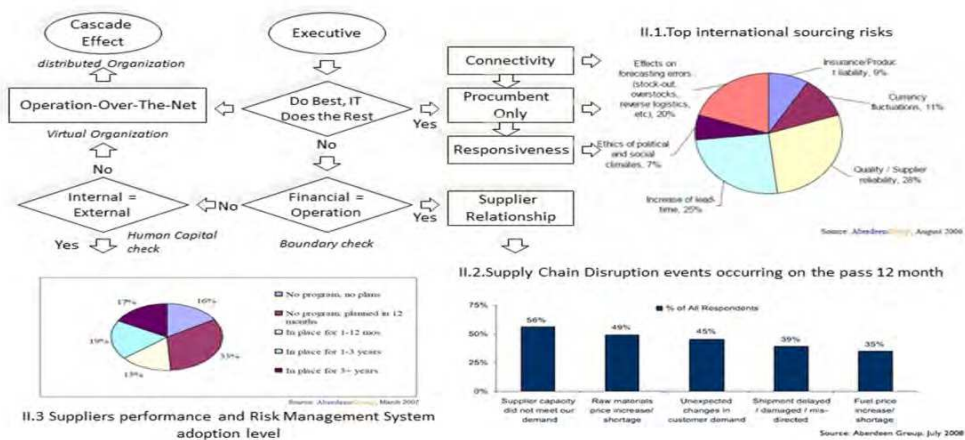 Cascade
Effect
distributed Organization
Operation-Over-The-Net
Virtual Organization
No
Internal =
External
Yes
Human Capital
check
Executive
Do Best, IT
Does the Rest
Yes
No
Financial =
Operation
No
Yes
Boundary check
Connectivity
Procumbent
Only
Responsiveness
Supplier
Relationship
II.1.Top international sourcing risks
Effects on
forecasting errors
(stock-out,
overstocks,
reverse logistics,
etc), 20%
Insurance/Produc
t liability, 9%
Currency
fluctuations, 11%
Quality / Supplier
reliability, 28%
Increase of lead-
time, 25%
Ethics of political
and social
climates, 7%
Source: AberdeenGroup, August 2006
II.2.Supply Chain Disruption events occurring on the pass 12 month
75%
50%
25%
0%
% of All Respondents
56%
49%
45%
39%
35%
Supplier capacity
did not meet our
demand
Raw materials
price increase/
shortage
Unexpected
changes in
customer demand
Shipment delayed
/ damaged / mis-
directed
Fuel price
increase/
shortage
Source: Aberdeen Group, July 2008
17%
16%
19%
15%
No program, no plans
No program, planned in 12
months
In place for 1-12 mos
In place for 1-3 years
In place for 3+ years
Source: AberdeenGroup, March 2007
II.3 Suppliers performance and Risk Management System
adoption level